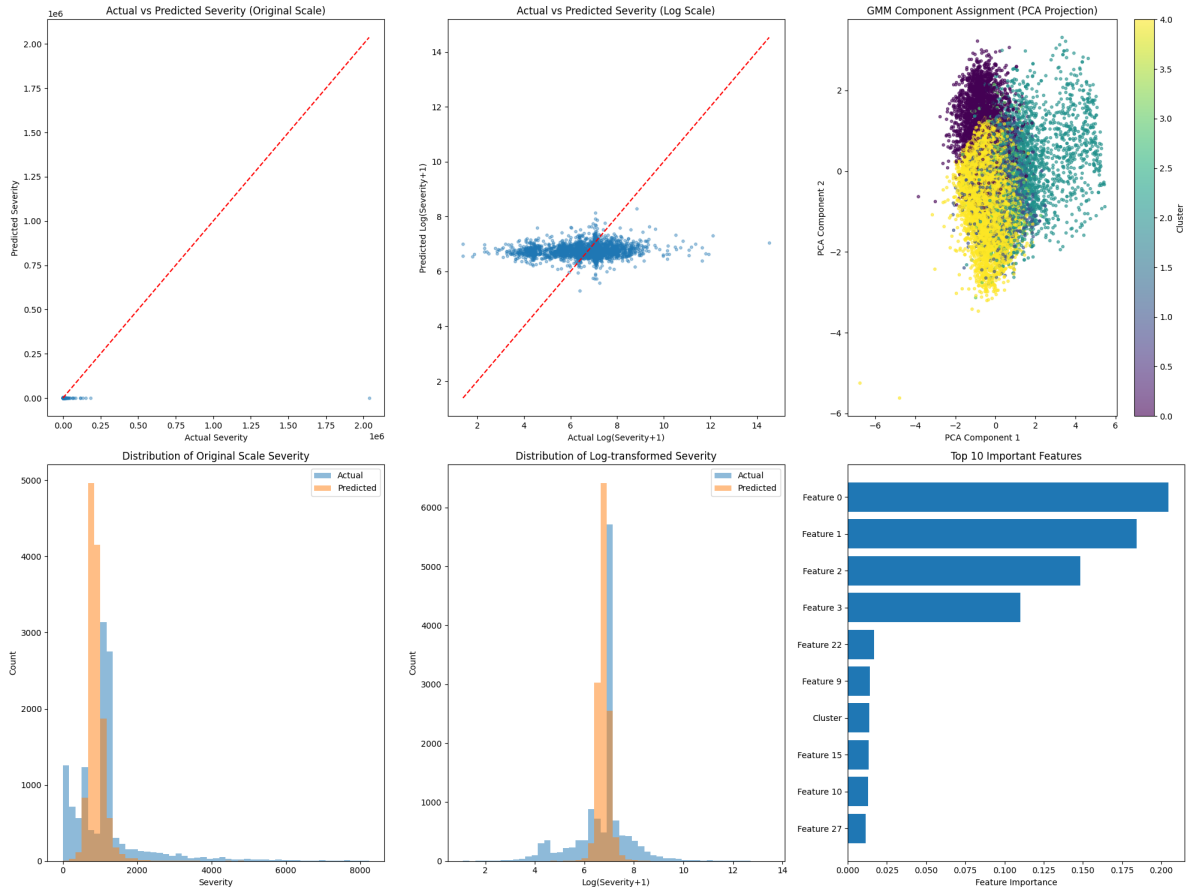 Actual vs Predicted Severity (Original Scale)
1e6
2.00
1.75
1.50
1.25
1.00
0.75
0.50
0.25
0.00
Predicted Severity
0.00
0.25
0.50
0.75
1.00
1.25
1.50
1.75
2.00
1e6
Actual Severity
Actual vs Predicted Severity (Log Scale)
14
12
10
8
6
4
2
Predicted Log(Severity+1)
2
4
6
8
10
12
14
Actual Log(Severity+1)
GMM Component Assignment (PCA Projection)
2
0
−2
−4
−6
PCA Component 2
−6
−4
−2
0
2
4
6
PCA Component 1
4.0
3.5
3.0
2.5
2.0
1.5
1.0
0.5
0.0
Cluster
Distribution of Original Scale Severity
Actual
Predicted
5000
4000
3000
2000
1000
0
Count
0
2000
4000
6000
8000
Severity
Distribution of Log-transformed Severity
Actual
Predicted
6000
5000
4000
3000
2000
1000
0
Count
2
4
6
8
10
12
14
Log(Severity+1)
Top 10 Important Features
Feature 0
Feature 1
Feature 2
Feature 3
Feature 22
Feature 9
Cluster
Feature 15
Feature 10
Feature 27
0.000
0.025
0.050
0.075
0.100
0.125
0.150
0.175
0.200
Feature Importance